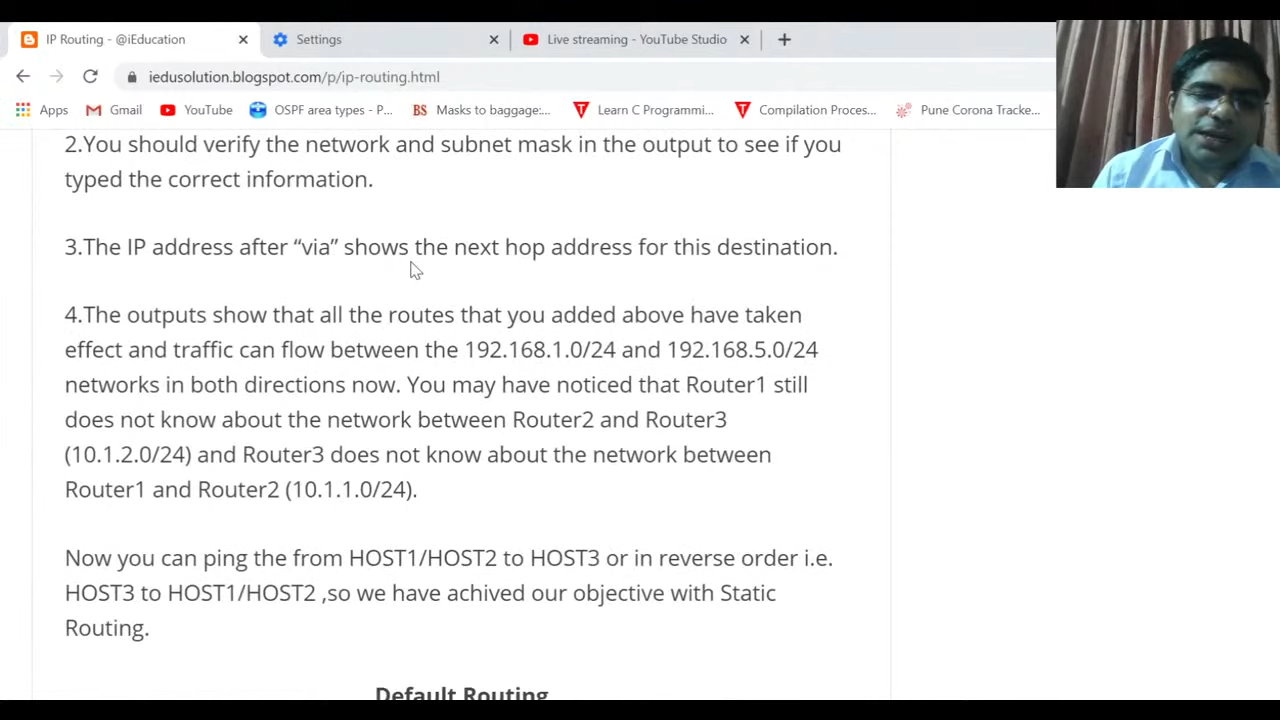 IP Routing - @iEducation
Settings
Live streaming - YouTube Studio
iedusolution.blogspot.com/p/ip-routing.html
Apps
Gmail
YouTube
OSPF area types - P...
BS
Masks to baggage:...
Learn C Programmi...
Compilation Proces...
Pune Corona Tracke...
2.You should verify the network and subnet mask in the output to see if you
typed the correct information.
3.The IP address after “via” shows the next hop address for this destination.
4.The outputs show that all the routes that you added above have taken
effect and traffic can flow between the 192.168.1.0/24 and 192.168.5.0/24
networks in both directions now. You may have noticed that Router1 still
does not know about the network between Router2 and Router3
(10.1.2.0/24) and Router3 does not know about the network between
Router1 and Router2 (10.1.1.0/24).
Now you can ping the from HOST1/HOST2 to HOST3 or in reverse order i.e.
HOST3 to HOST1/HOST2 ,so we have achived our objective with Static
Routing.
Default Routing